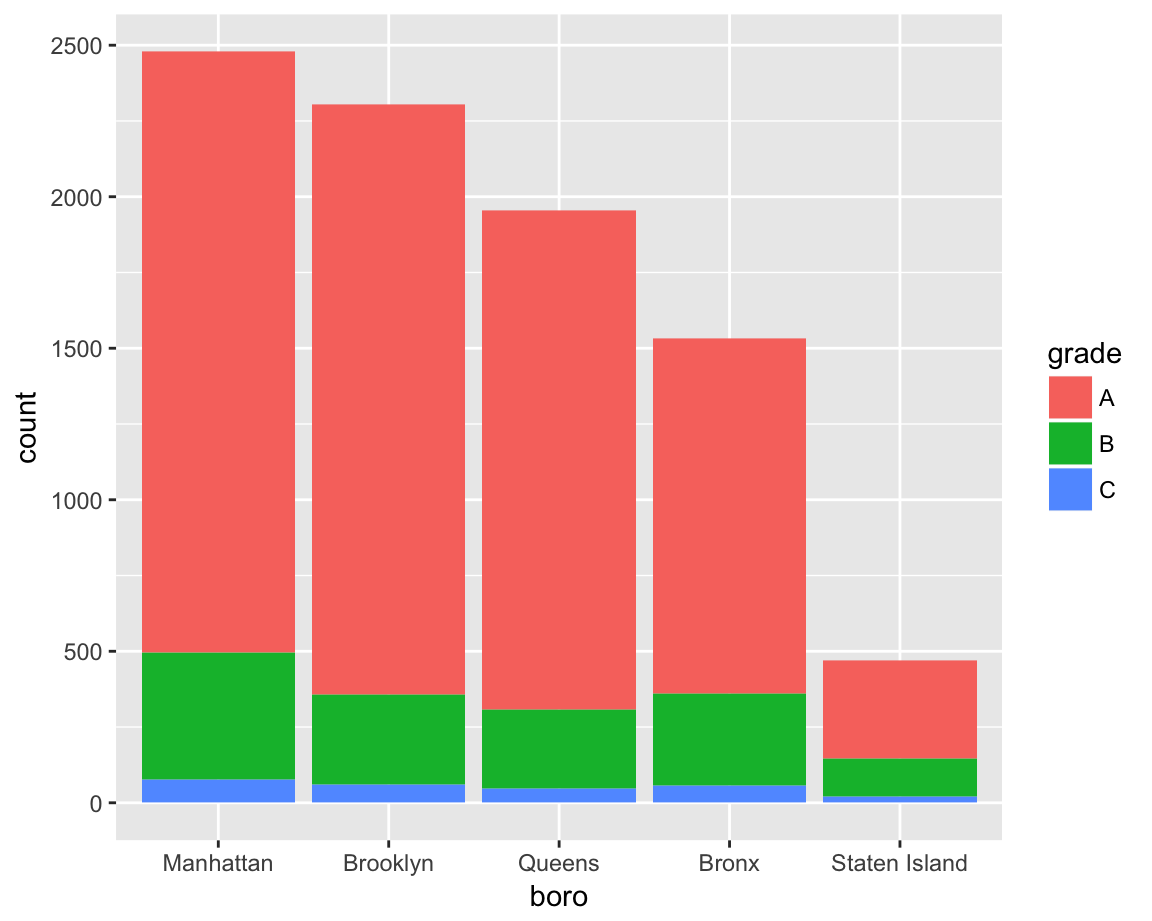 2500
2000
1500
1000
500
0
count
Manhattan Brooklyn Queens Bronx Staten Island
boro
grade
A
B
C